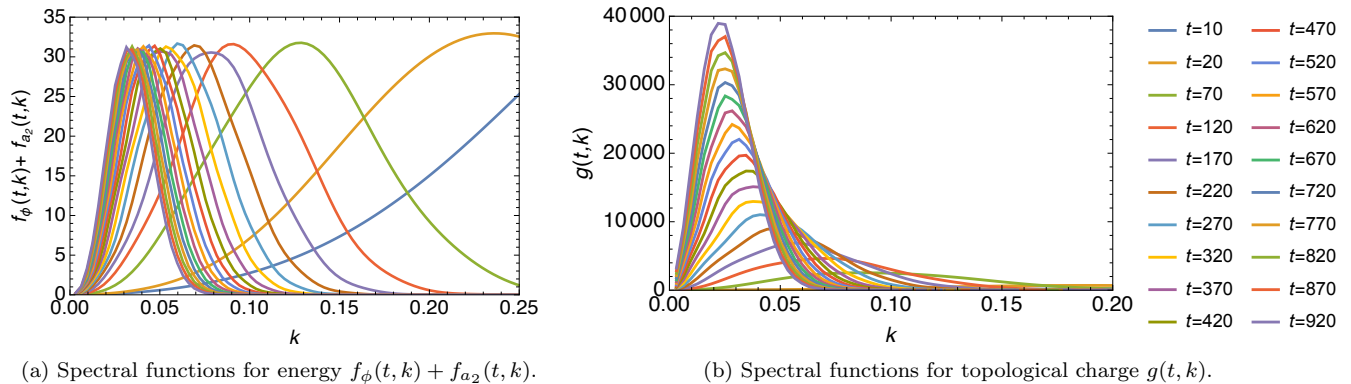 35
30
25
20
15
10
5
0
0.00 0.05 0.10 0.15 0.20 0.25
k
f_ϕ(t,k) + f_{a_2}(t,k)
40 000
30 000
20 000
10 000
0
0.00 0.05 0.10 0.15 0.20
k
g(t,k)
t=10 t=470
t=20 t=520
t=70 t=570
t=120 t=620
t=170 t=670
t=220 t=720
t=270 t=770
t=320 t=820
t=370 t=870
t=420 t=920
(a) Spectral functions for energy f_ϕ(t, k) + f_{a_2}(t, k).
(b) Spectral functions for topological charge g(t, k).